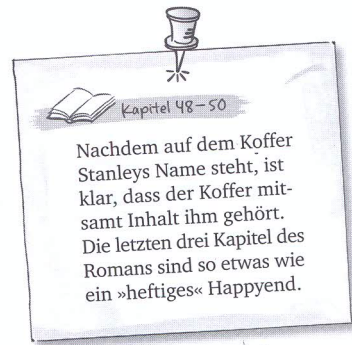 Kapitel 48–50
Nachdem auf dem Koffer
Stanleys Name steht, ist
klar, dass der Koffer mit-
samt Inhalt ihm gehört.
Die letzten drei Kapitel des
Romans sind so etwas wie
ein »heftiges« Happyend.